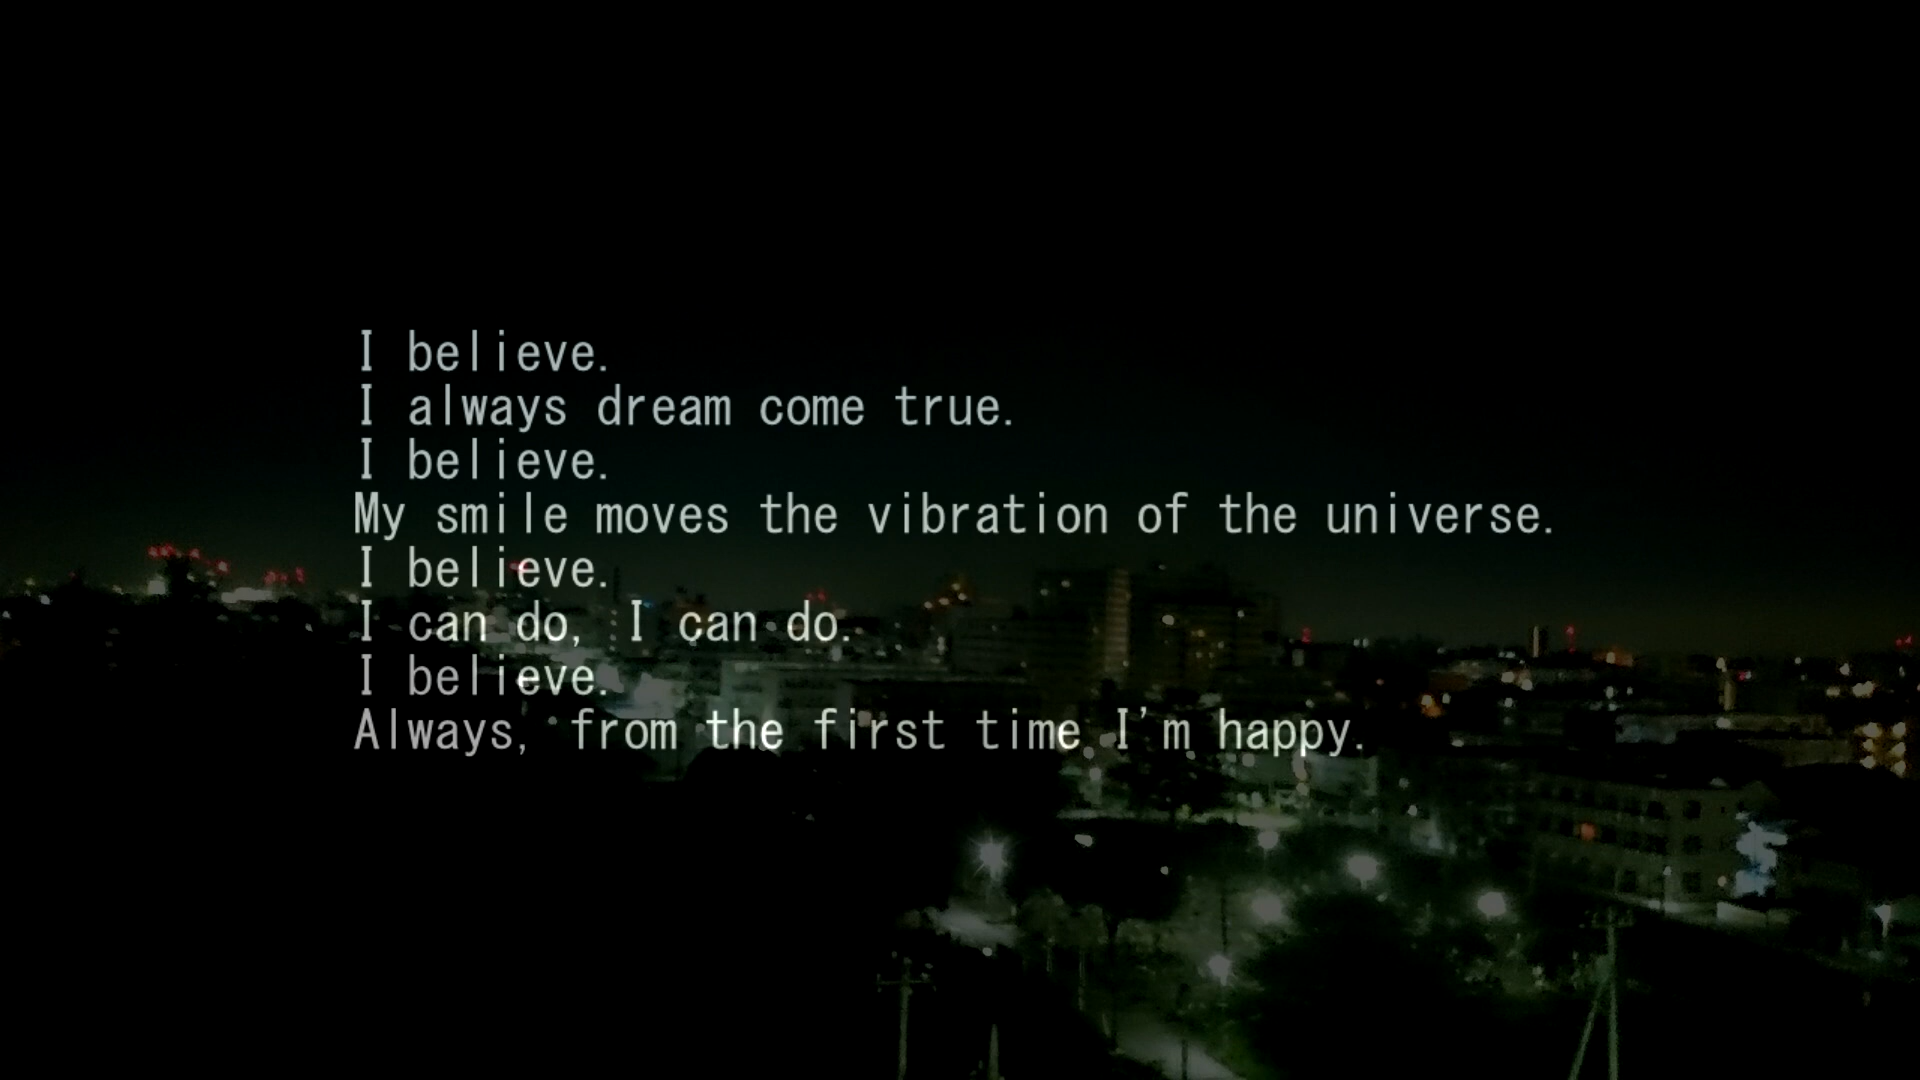 I believe.
I always dream come true.
I believe.
My smile moves the vibration of the universe.
I believe.
I can do, I can do.
I believe.
Always, from the first time I'm happy.